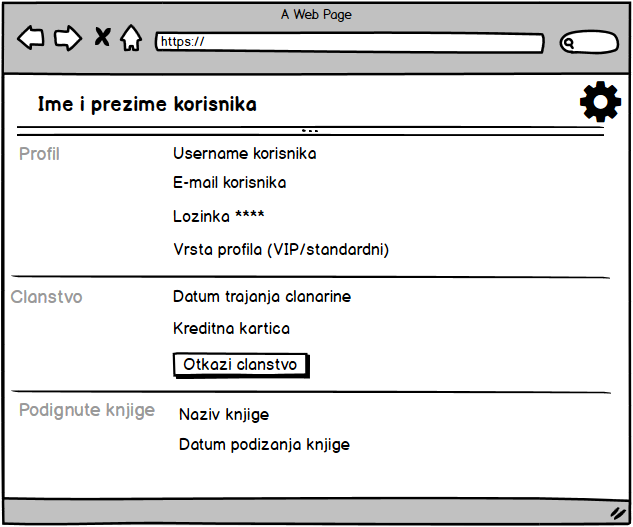 A Web Page
https://
Ime i prezime korisnika
Profil
Username korisnika
E-mail korisnika
Lozinka ****
Vrsta profila (VIP/standardni)
Clanstvo
Datum trajanja clanarine
Kreditna kartica
Otkazi clanstvo
Podignute knjige
Naziv knjige
Datum podizanja knjige